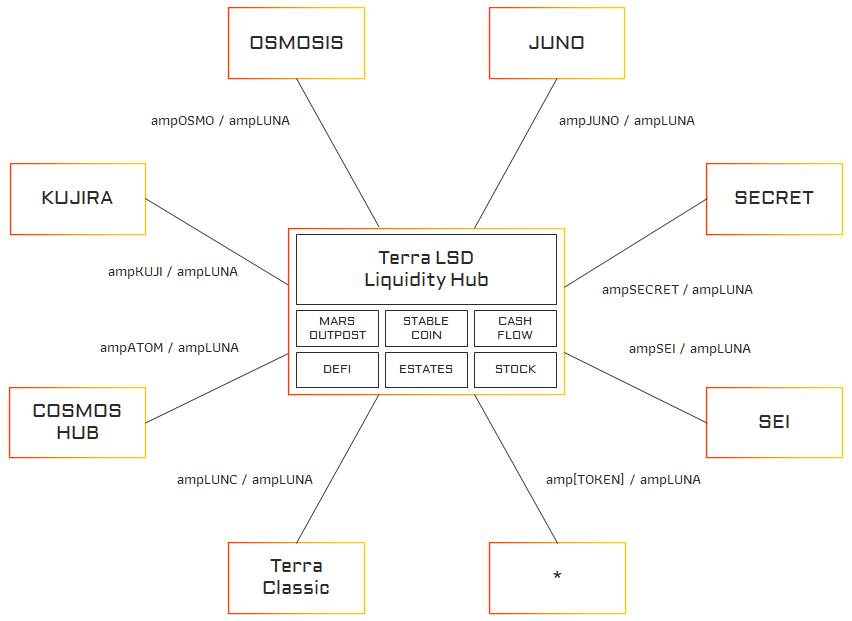 OSMOSIS
JUNO
ampOSMO / ampLUNA
ampJUNO / ampLUNA
KUJIRA
SECRET
Terra LSD
Liquidity Hub
ampKUJI / ampLUNA
ampSECRET / ampLUNA
MARS
OUTPOST
STABLE
COIN
CASH
FLOW
ampATOM / ampLUNA
ampSEI / ampLUNA
DEFI
ESTATES
STOCK
COSMOS
HUB
SEI
ampLUNC / ampLUNA
amp[TOKEN] / ampLUNA
Terra
Classic
*